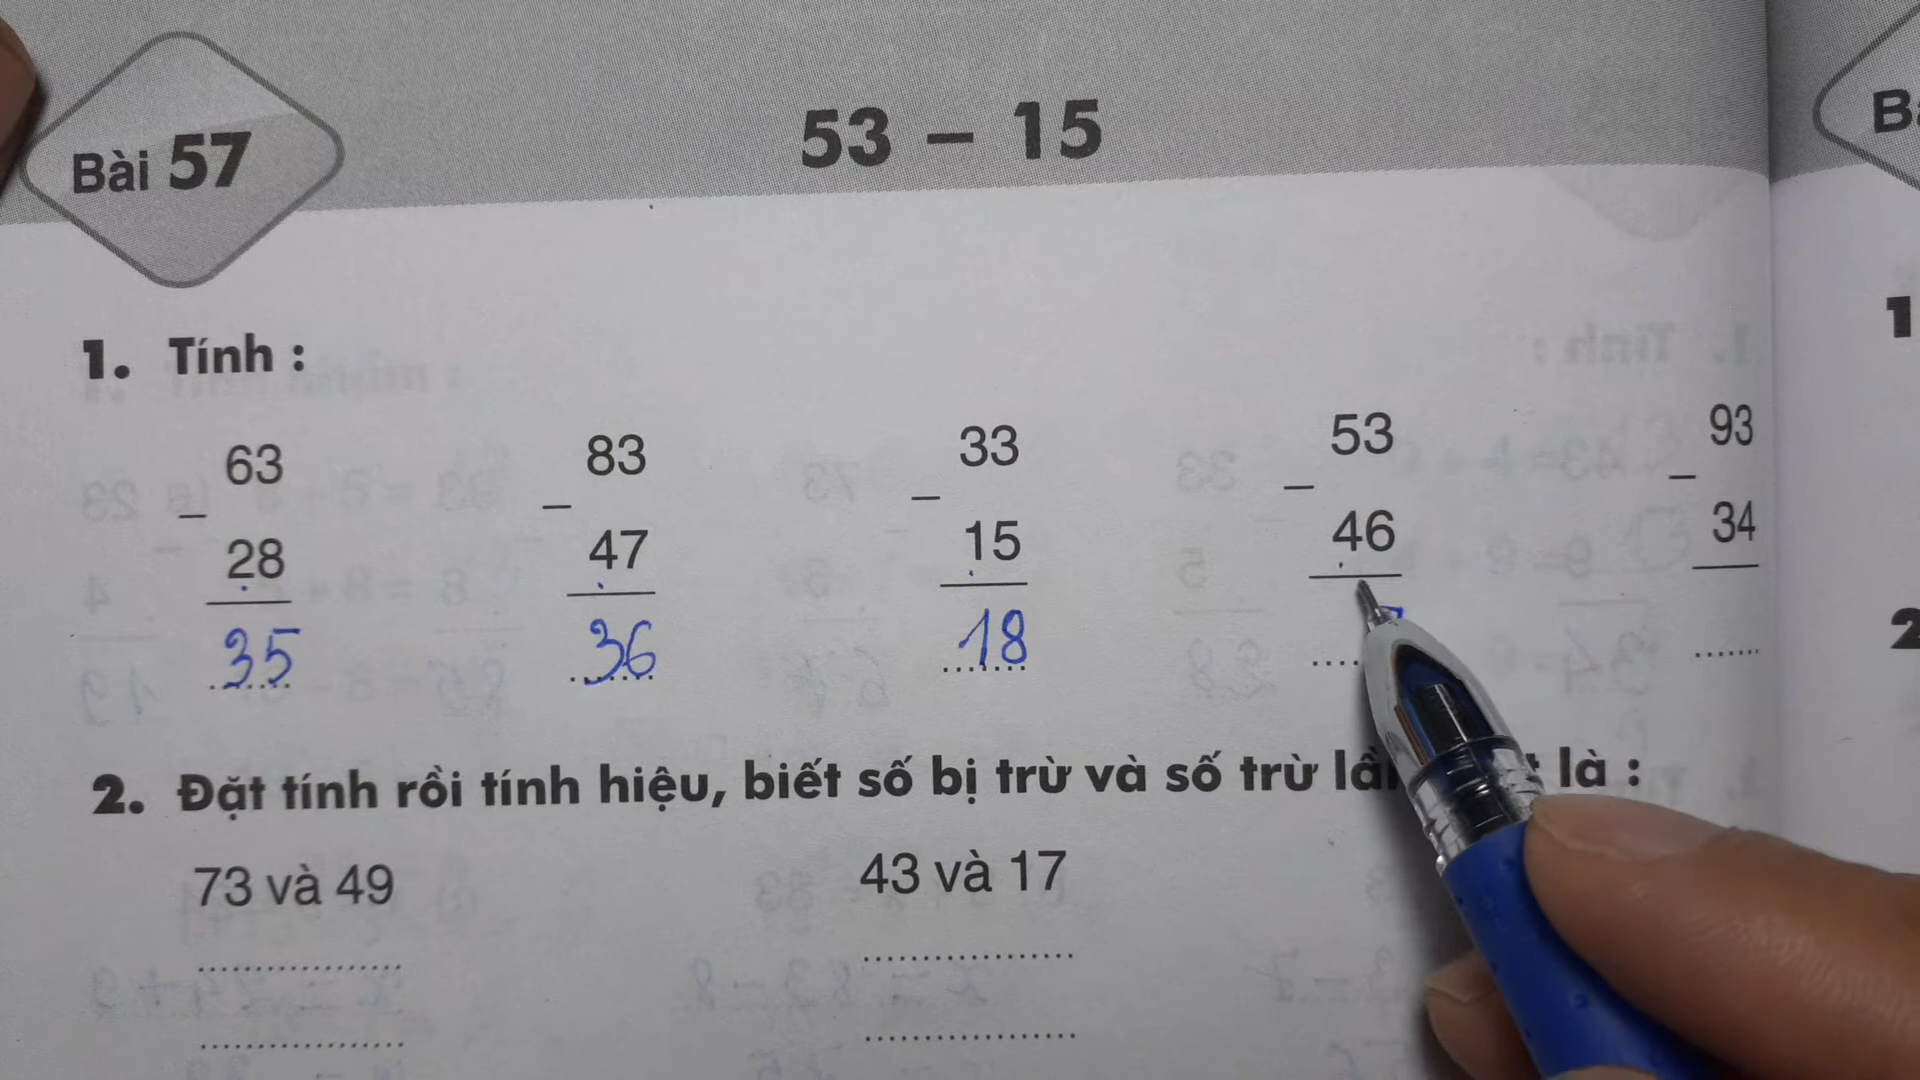 Bài 57
53 – 15
1. Tính :
63 83 33 53 93
– – – – –
28 47 15 46 34
35 36 18
2. Đặt tính rồi tính hiệu, biết số bị trừ và số trừ là :
73 và 49 43 và 17
1
2